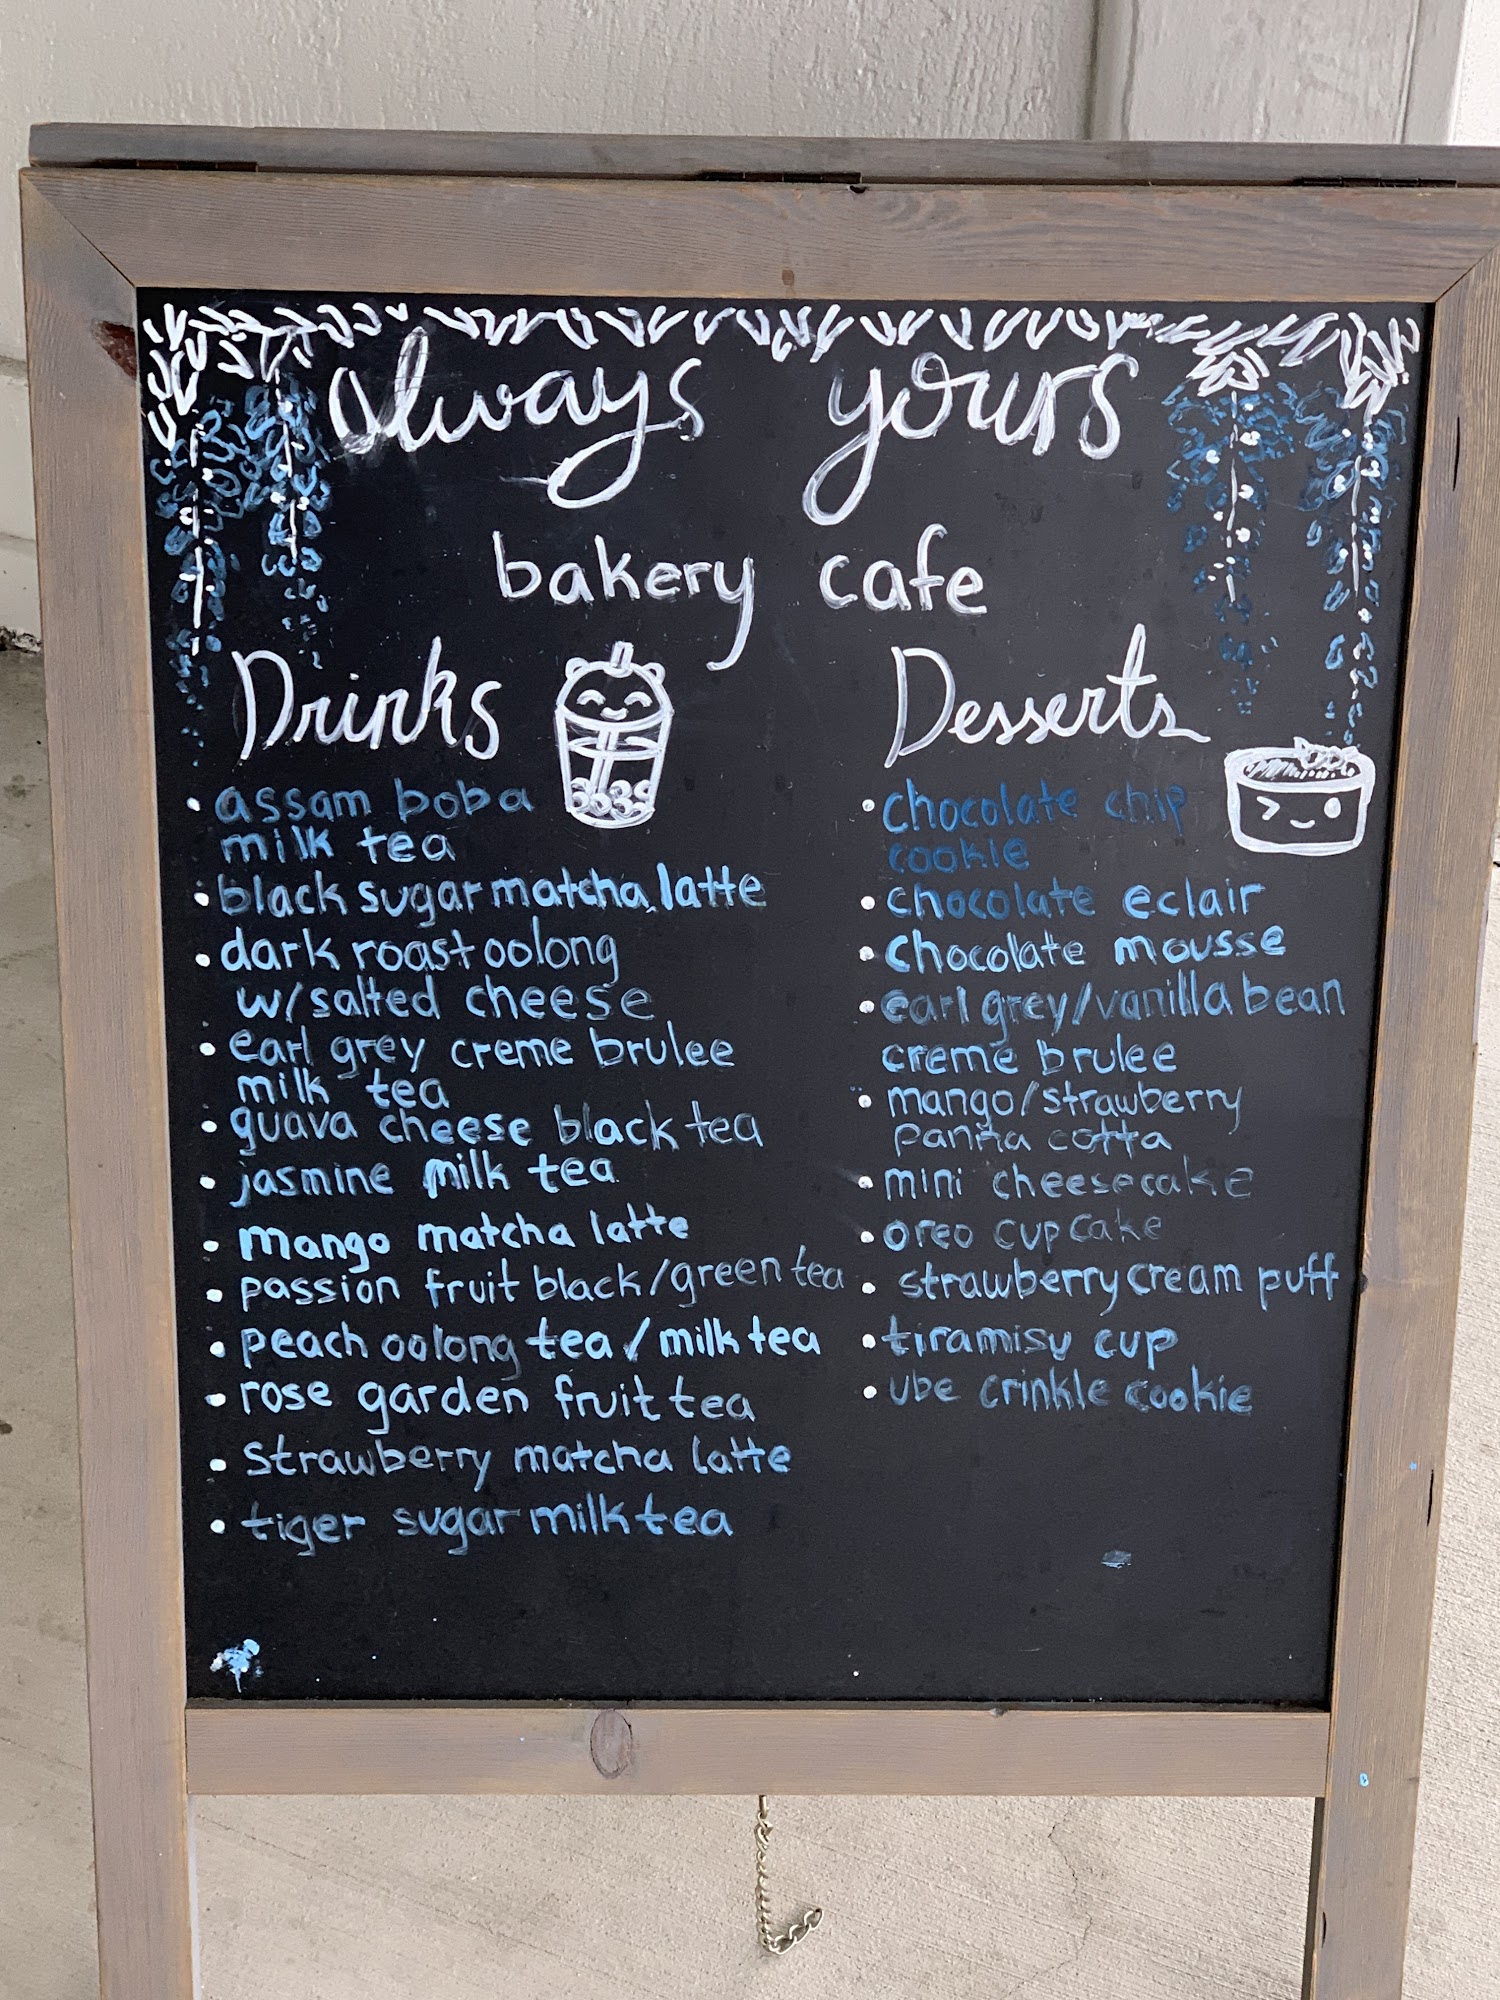 always yours
bakery cafe
Drinks
• assam boba
milk tea
• black sugar matcha latte
• dark roast oolong
w/salted cheese
• earl grey creme brulee
milk tea
• guava cheese black tea
• jasmine milk tea
• mango matcha latte
• passion fruit black/green tea
• peach oolong tea/milk tea
• rose garden fruit tea
• strawberry matcha latte
• tiger sugar milk tea
Desserts
• chocolate chip
cookie
• chocolate eclair
• chocolate mousse
• earl grey/vanilla bean
creme brulee
• mango/strawberry
panna cotta
• mini cheesecake
• oreo cupcake
• strawberry cream puff
• tiramisu cup
• ube crinkle cookie